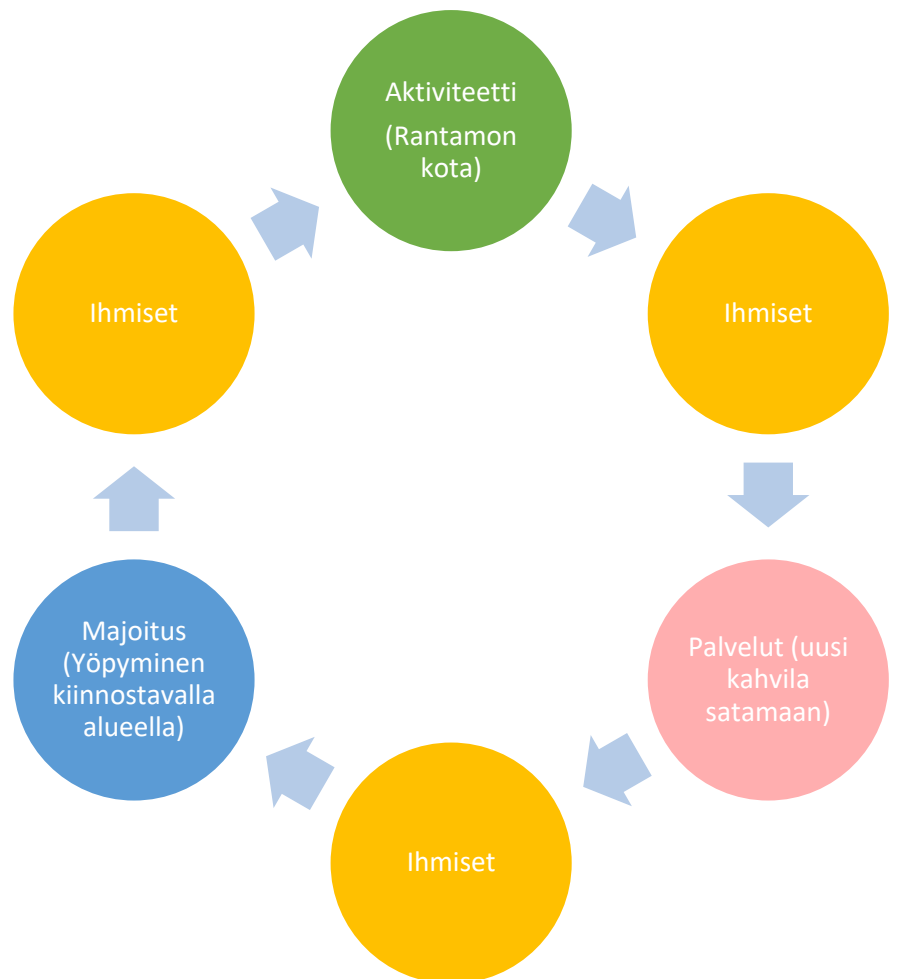 Aktiviteetti
(Rantamon
kota)
Ihmiset
Ihmiset
Majoitus
(Yöpyminen
kiinnostavalla
alueella)
Palvelut (uusi
kahvila
satamaan)
Ihmiset